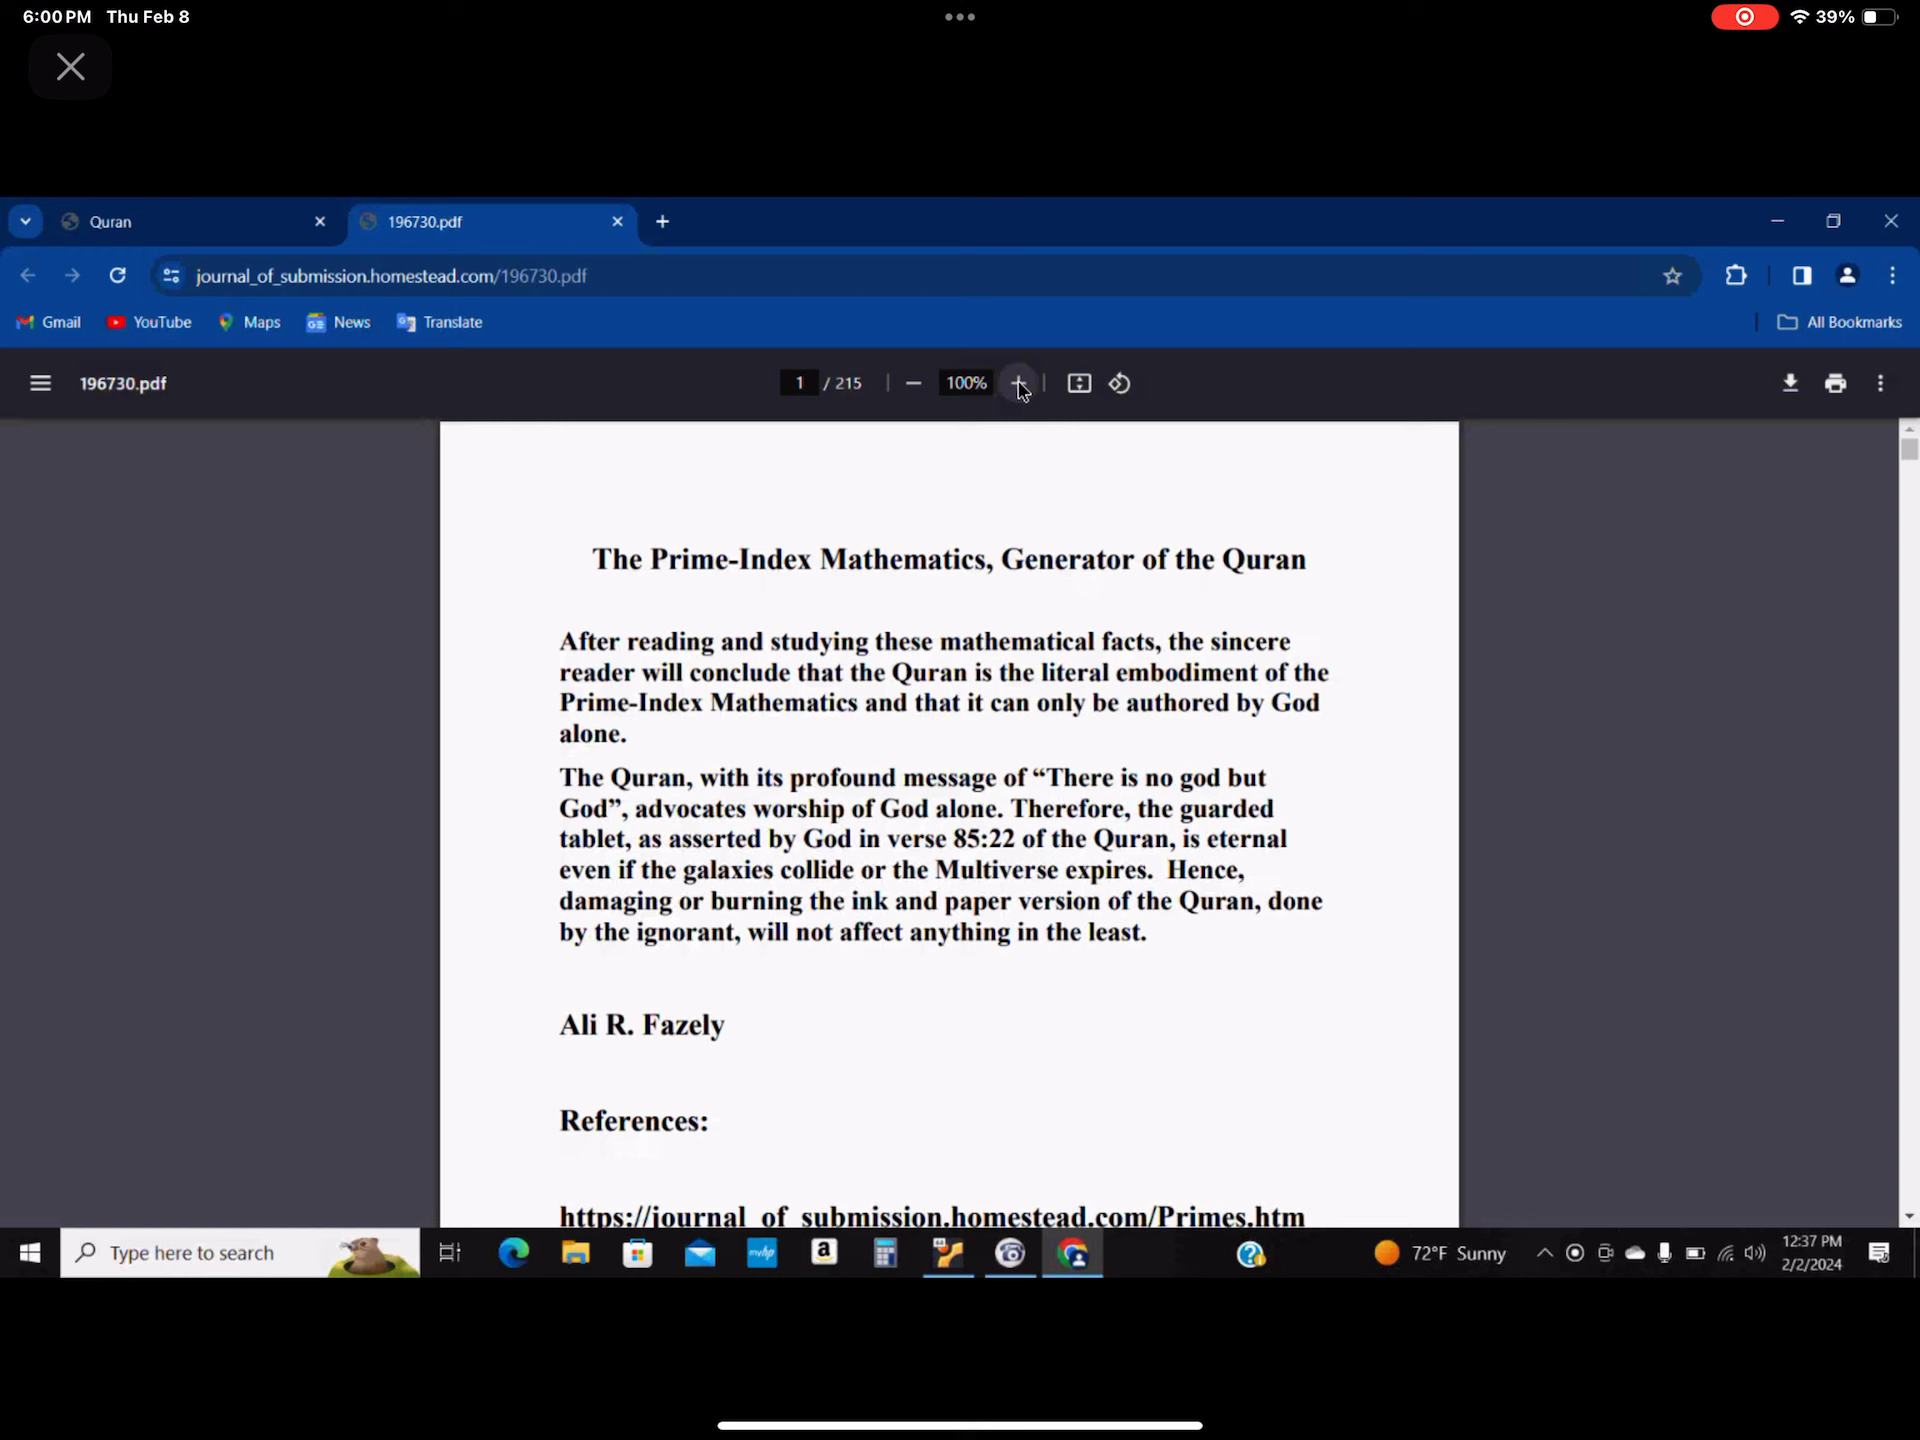 6:00 PM Thu Feb 8
39%
Quran
196730.pdf
journal_of_submission.homestead.com/196730.pdf
Gmail
YouTube
Maps
News
Translate
All Bookmarks
196730.pdf
1 / 215
100%
The Prime-Index Mathematics, Generator of the Quran
After reading and studying these mathematical facts, the sincere
reader will conclude that the Quran is the literal embodiment of the
Prime-Index Mathematics and that it can only be authored by God
alone.
The Quran, with its profound message of “There is no god but
God”, advocates worship of God alone. Therefore, the guarded
tablet, as asserted by God in verse 85:22 of the Quran, is eternal
even if the galaxies collide or the Multiverse expires. Hence,
damaging or burning the ink and paper version of the Quran, done
by the ignorant, will not affect anything in the least.
Ali R. Fazely
References:
https://journal_of_submission.homestead.com/Primes.htm
Type here to search
myhp
a
72°F Sunny
12:37 PM
2/2/2024